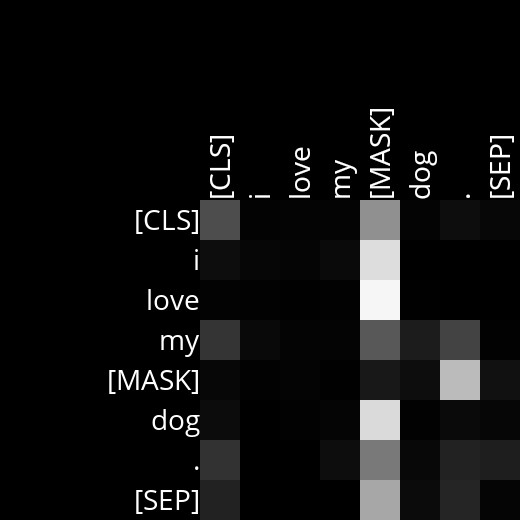 [CLS] i love my [MASK] dog . [SEP]
[CLS]
i
love
my
[MASK]
dog
.
[SEP]